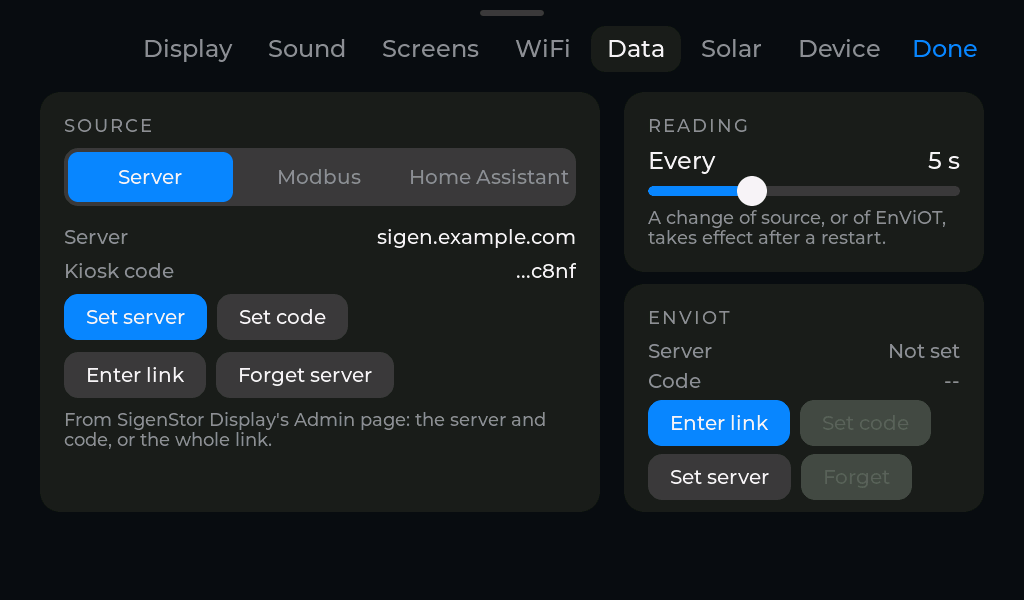 Display Sound Screens WiFi Data Solar Device Done
SOURCE
Server Modbus Home Assistant
Server sigen.example.com
Kiosk code ...c8nf
Set server Set code
Enter link Forget server
From SigenStor Display's Admin page: the server and
code, or the whole link.
READING
Every 5 s
A change of source, or of EnViOT,
takes effect after a restart.
ENVIOT
Server Not set
Code --
Enter link Set code
Set server Forget